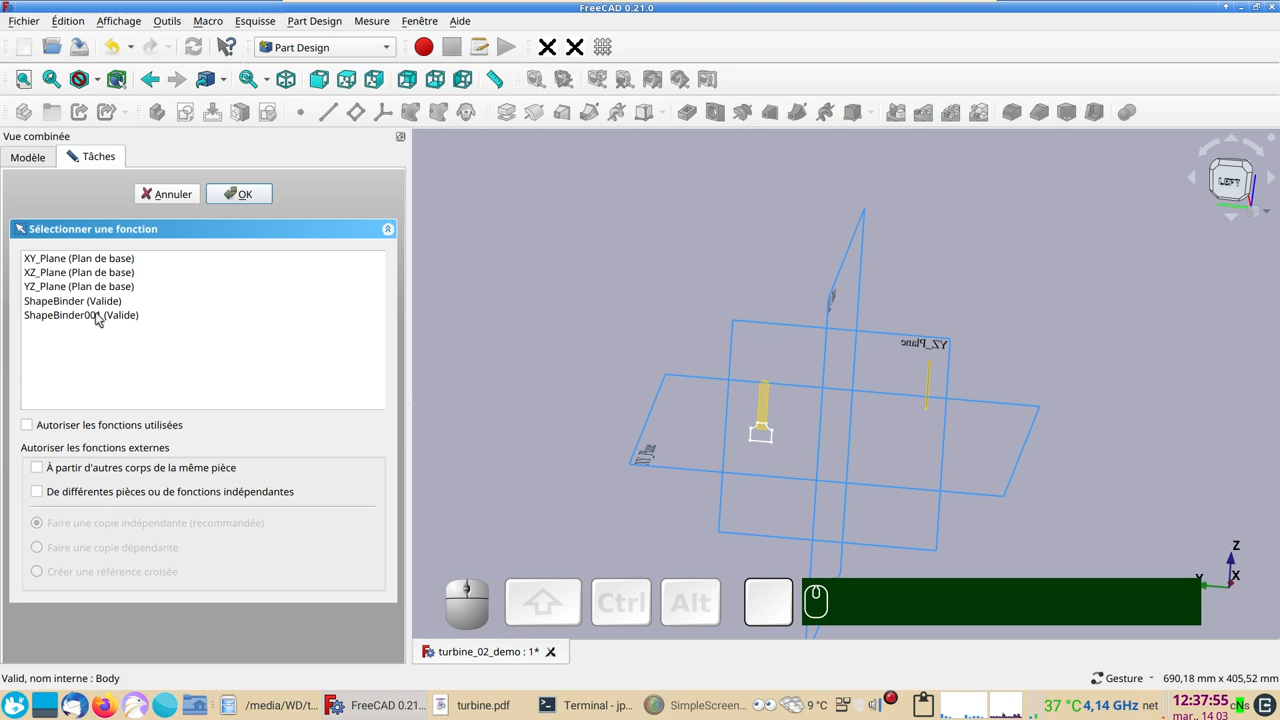 FreeCAD 0.21.0
Fichier Édition Affichage Outils Macro Esquisse Part Design Mesure Fenêtre Aide
Part Design
Vue combinée
Modèle Tâches
Annuler OK
Sélectionner une fonction
XY_Plane (Plan de base)
XZ_Plane (Plan de base)
YZ_Plane (Plan de base)
ShapeBinder (Valide)
ShapeBinder001 (Valide)
Autoriser les fonctions utilisées
Autoriser les fonctions externes
À partir d'autres corps de la même pièce
De différentes pièces ou de fonctions indépendantes
Faire une copie indépendante (recommandée)
Faire une copie dépendante
Créer une référence croisée
LEFT
YZ_Plane
Z
Y X
Ctrl Alt
turbine_02_demo : 1*
Valid, nom interne : Body
Gesture 690,18 mm x 405,52 mm
/media/WD/t... FreeCAD 0.21... turbine.pdf Terminal - jp... SimpleScreen... 9 °C 37 °C 4,14 GHz net 12:37:55
mar., 14 03